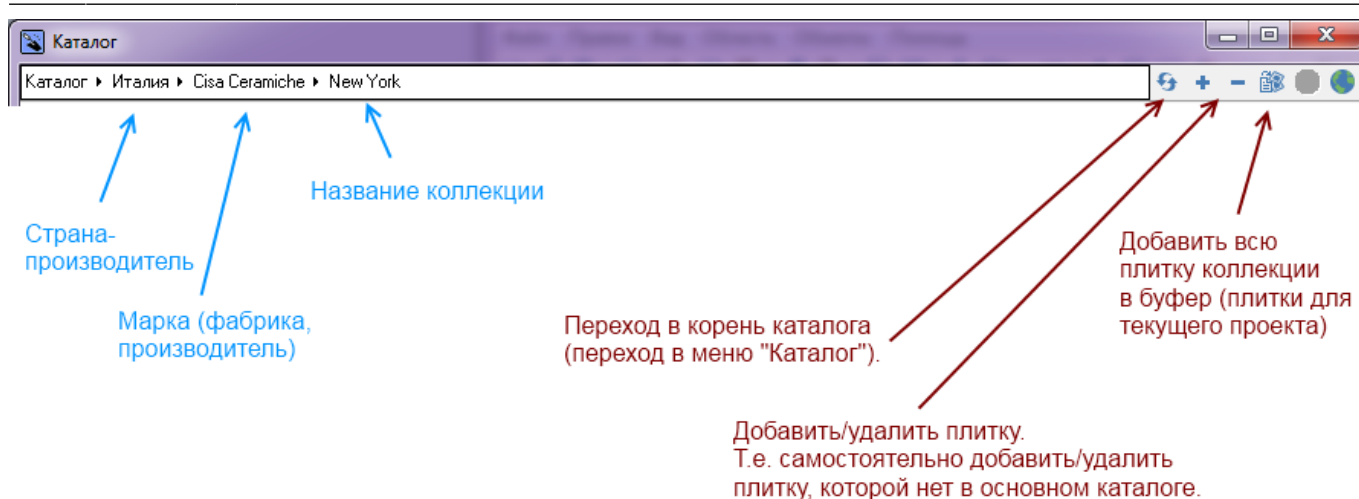 Каталог
Каталог ▸ Италия ▸ Cisa Ceramiche ▸ New York
Название коллекции
Страна-
производитель
Марка (фабрика,
производитель)
Добавить всю
плитку коллекции
в буфер (плитки для
текущего проекта)
Переход в корень каталога
(переход в меню "Каталог").
Добавить/удалить плитку.
Т.е. самостоятельно добавить/удалить
плитку, которой нет в основном каталоге.